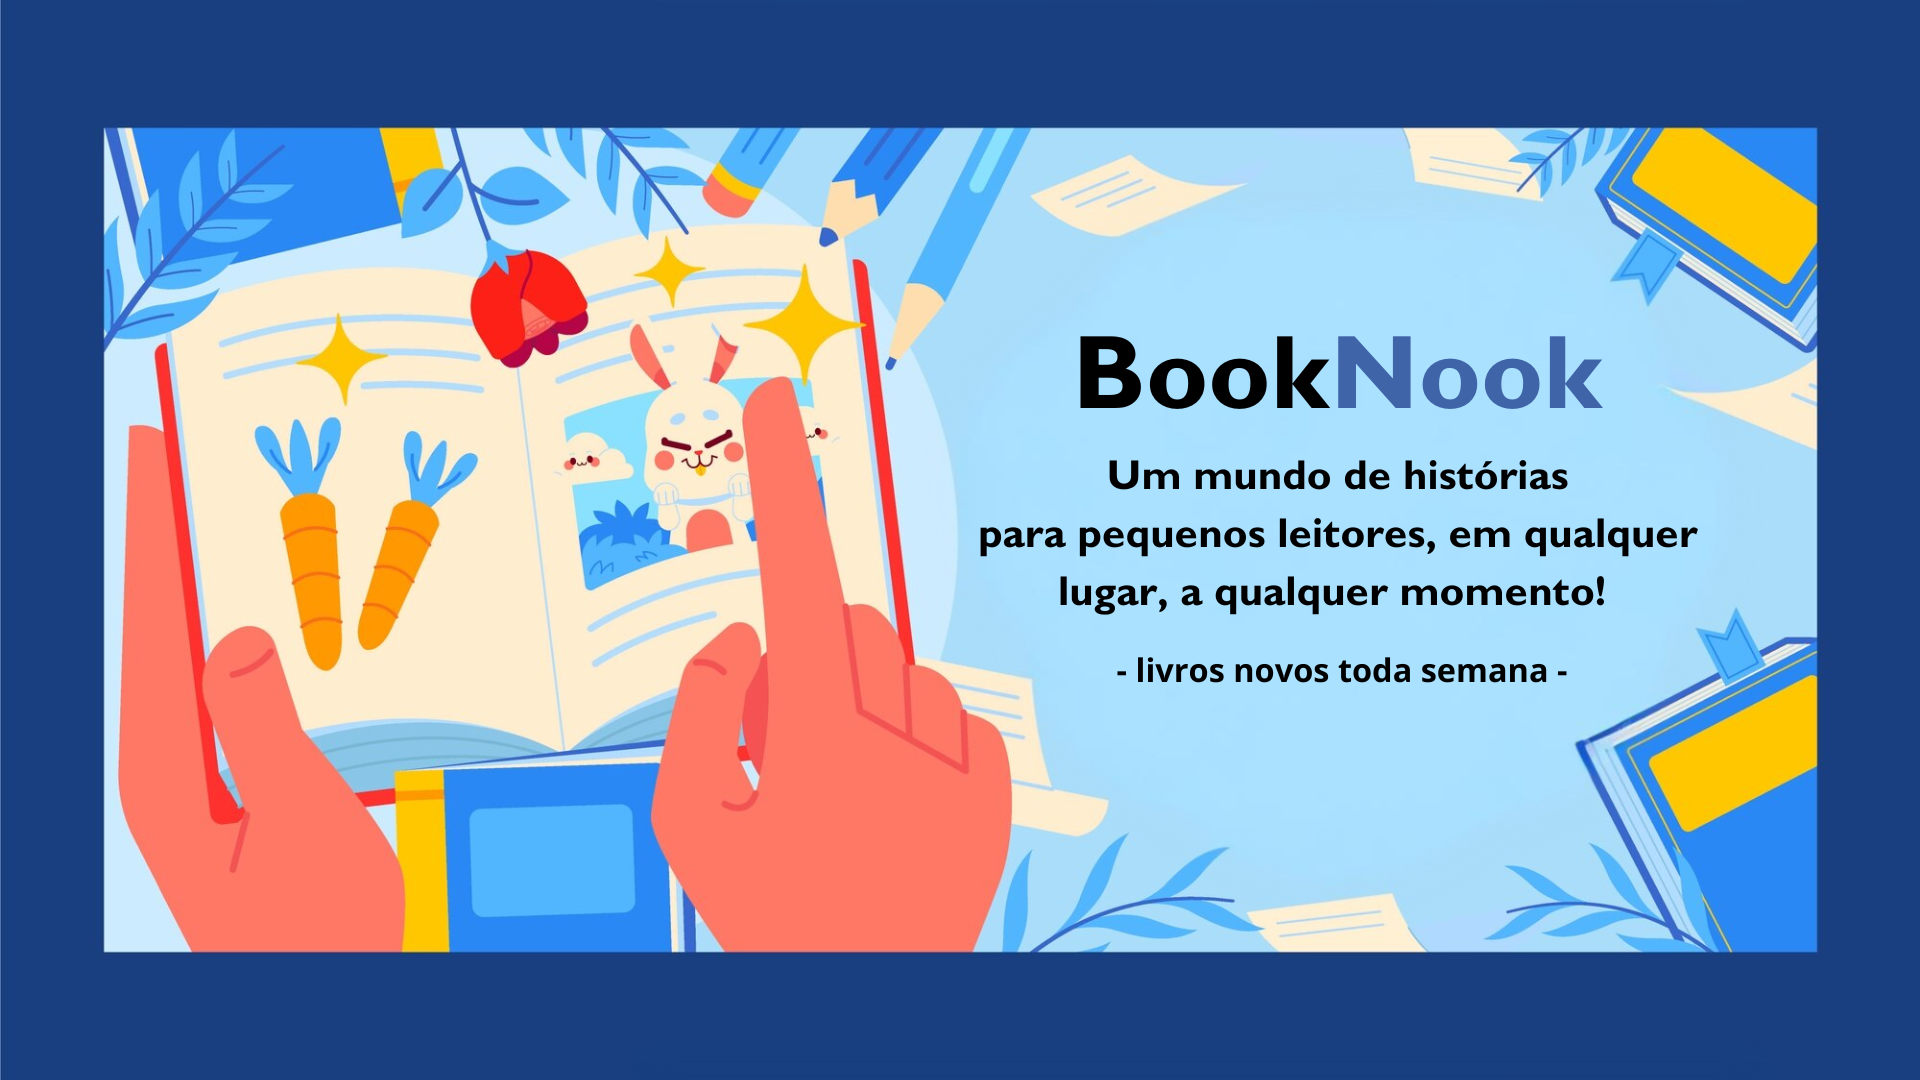 BookNook
Um mundo de histórias
para pequenos leitores, em qualquer
lugar, a qualquer momento!
- livros novos toda semana -